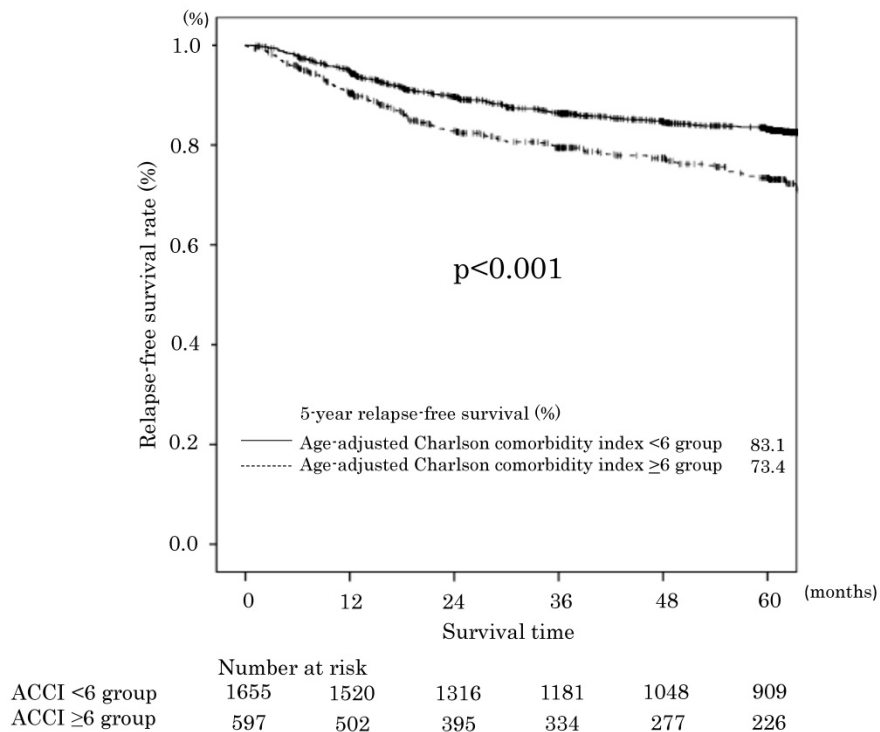 (%)
1.0
0.8
0.6
0.4
0.2
0.0
Relapse-free survival rate (%)
p<0.001
5-year relapse-free survival (%)
Age-adjusted Charlson comorbidity index <6 group 83.1
Age-adjusted Charlson comorbidity index ≥6 group 73.4
0 12 24 36 48 60 (months)
Survival time
Number at risk
ACCI <6 group 1655 1520 1316 1181 1048 909
ACCI ≥6 group 597 502 395 334 277 226